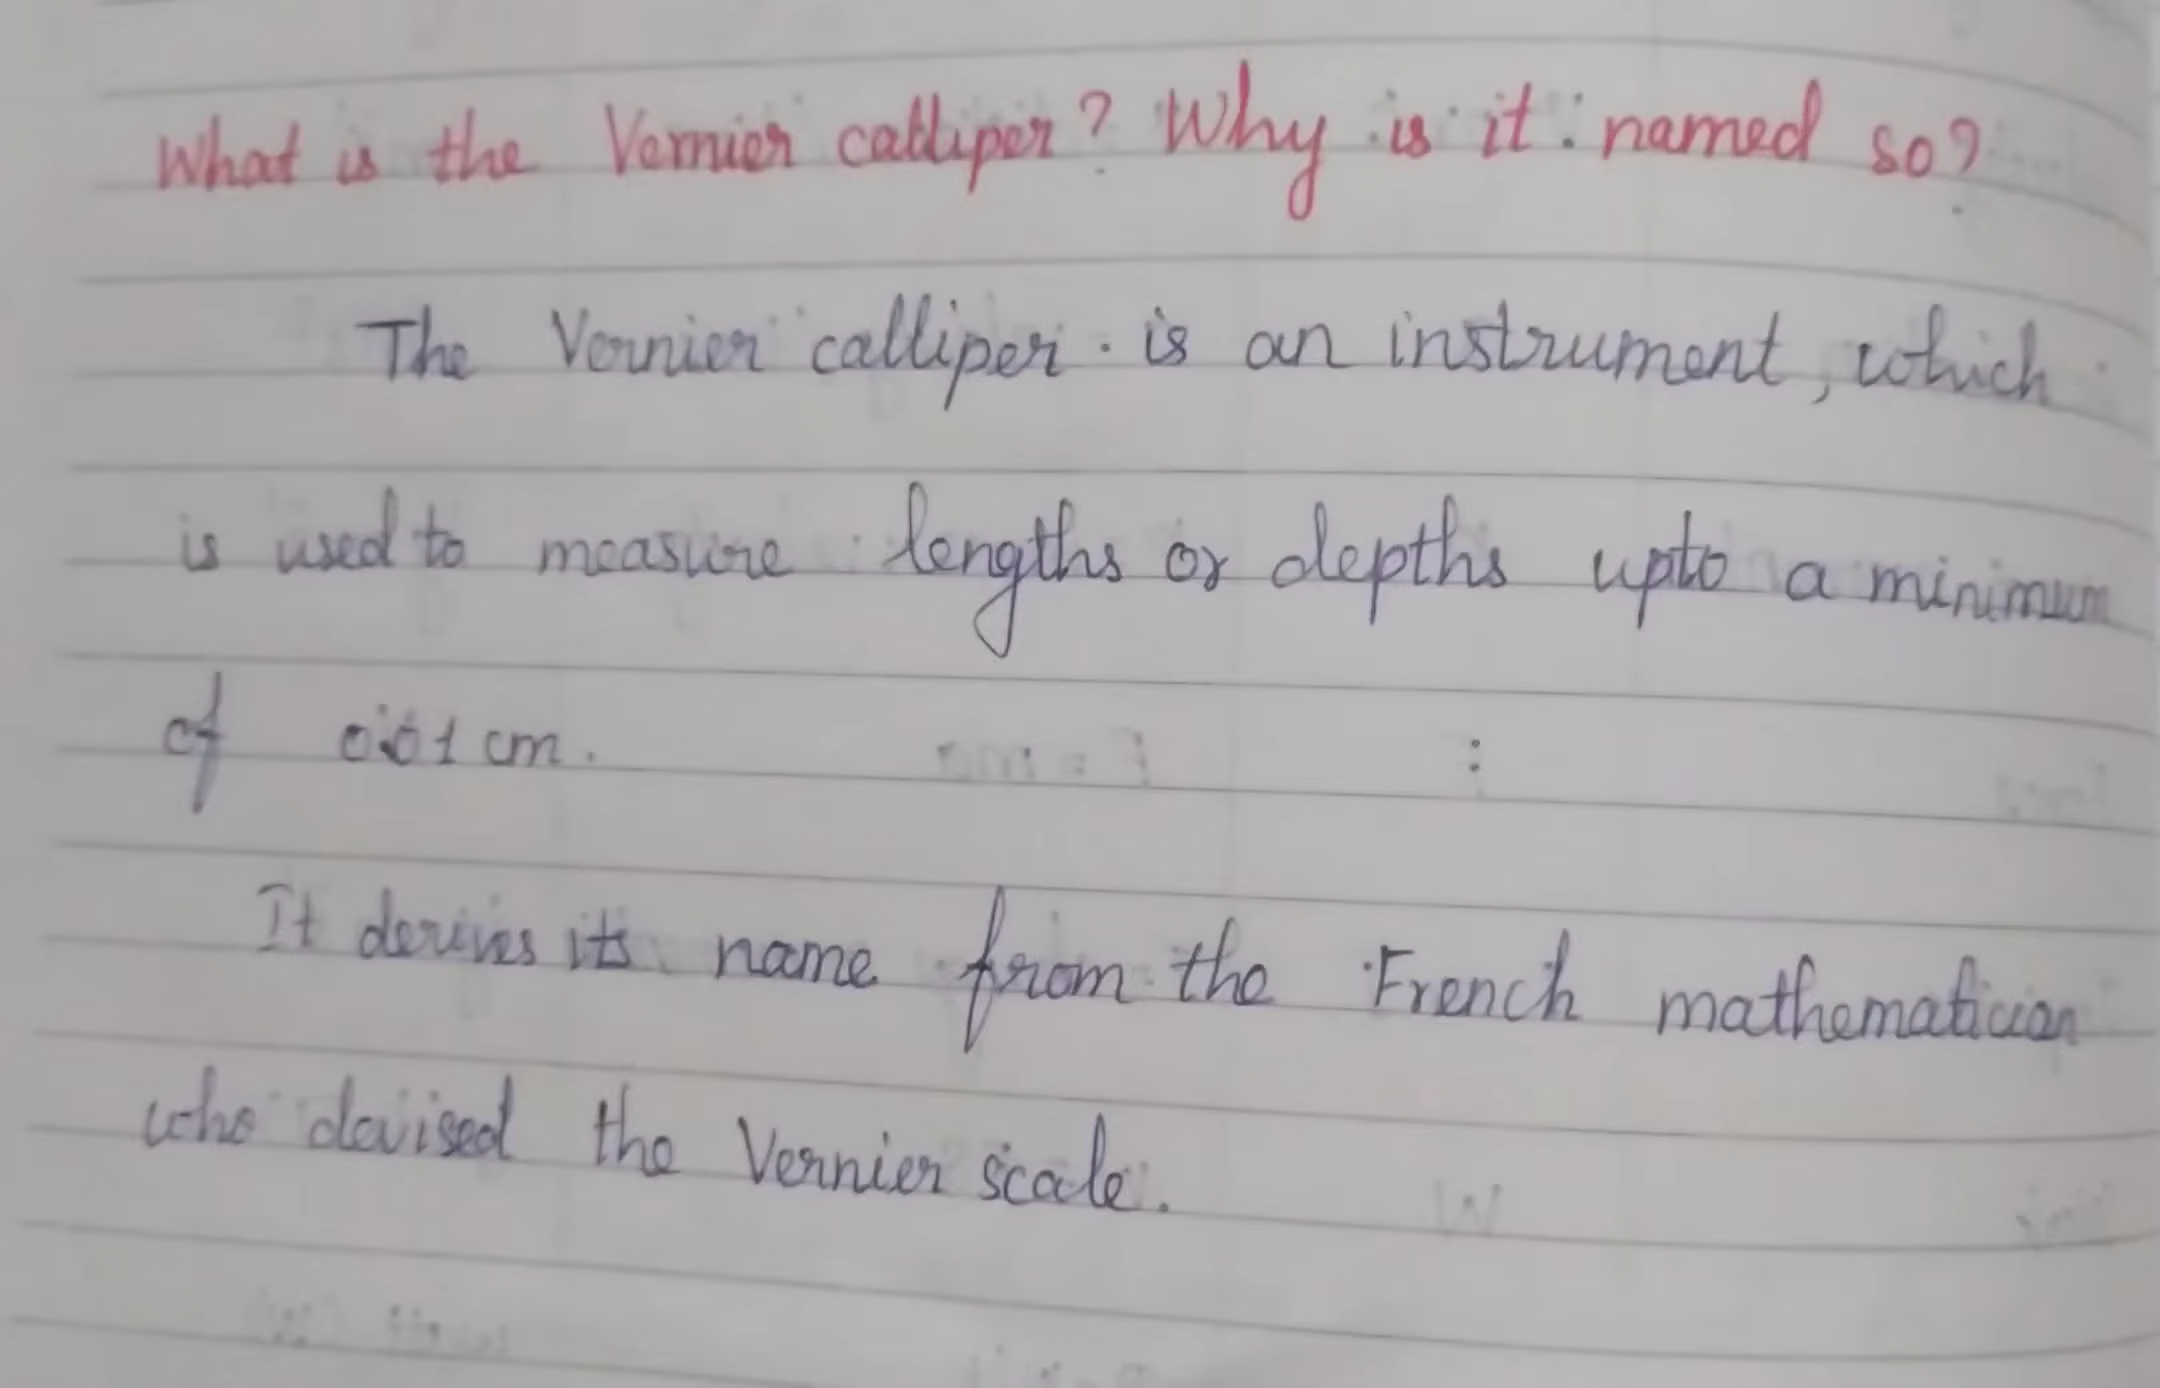 What is the Vernier calliper? Why is it named so?
The Vernier calliper is an instrument, which
is used to measure lengths or depths upto a minimum
of 0.01 cm.
It derives its name from the French mathematician
who devised the Vernier scale.